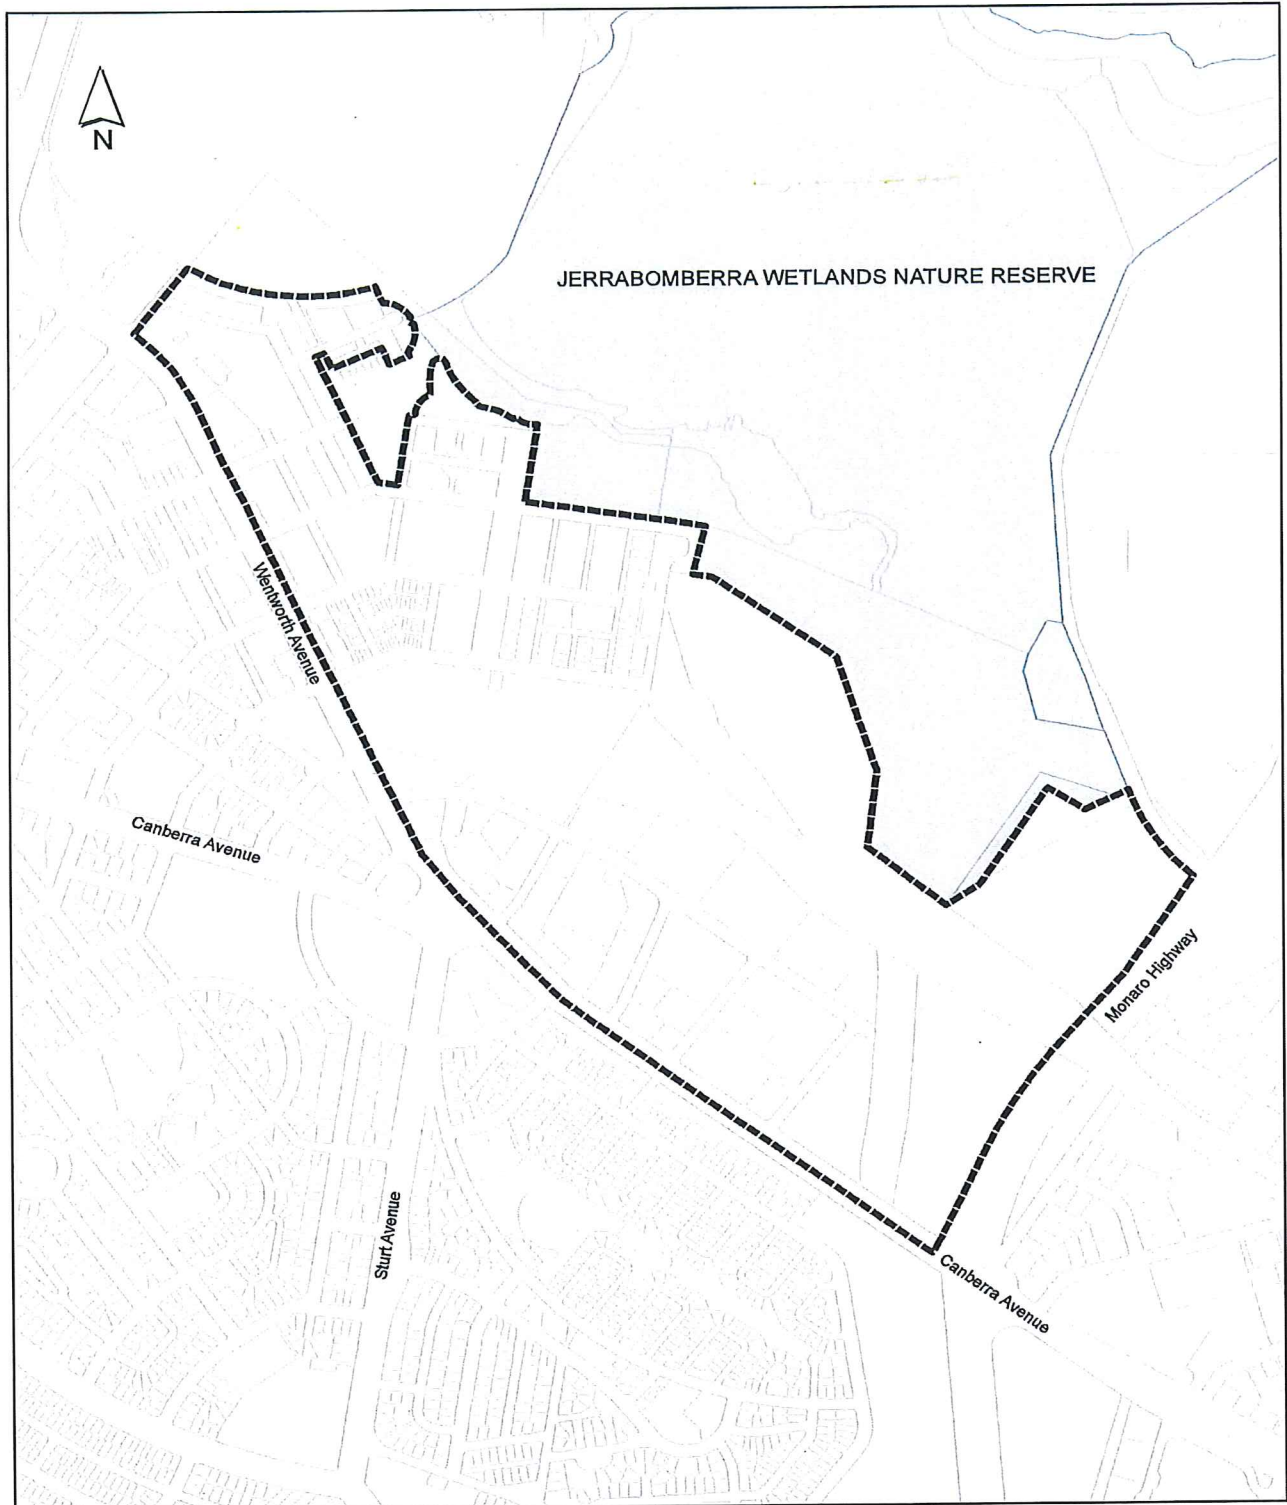 N
JERRABOMBERRA WETLANDS NATURE RESERVE
Wentworth Avenue
Canberra Avenue
Monaro Highway
Sturt Avenue
Canberra Avenue